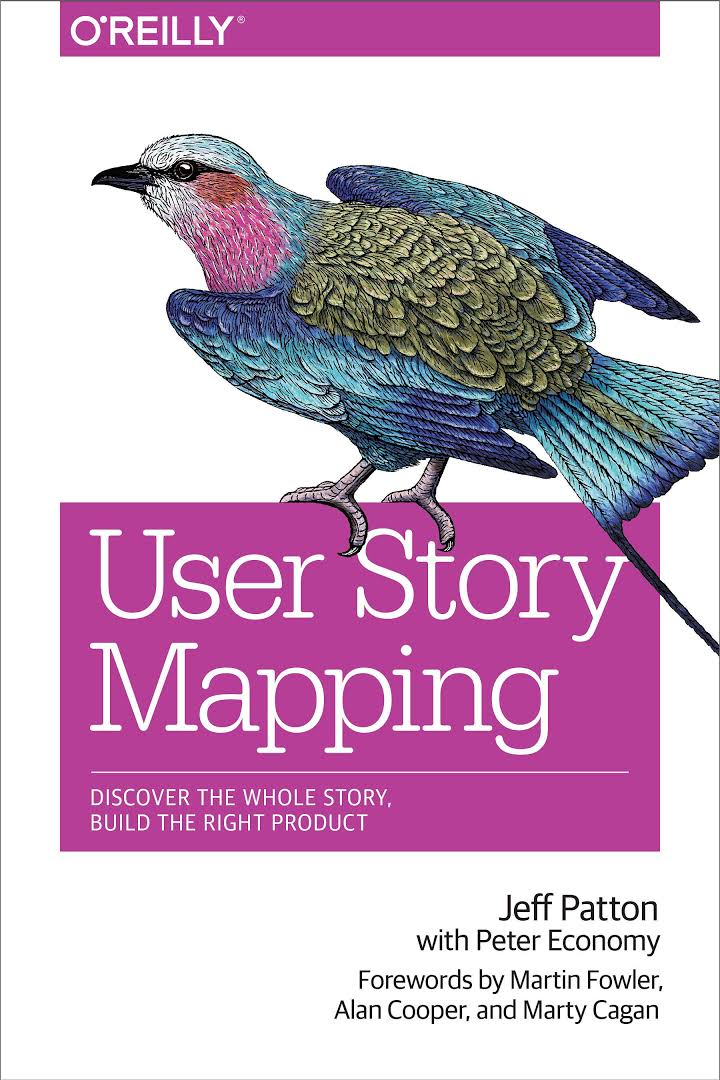 O'REILLY®
User Story
Mapping
DISCOVER THE WHOLE STORY,
BUILD THE RIGHT PRODUCT
Jeff Patton
with Peter Economy
Forewords by Martin Fowler,
Alan Cooper, and Marty Cagan